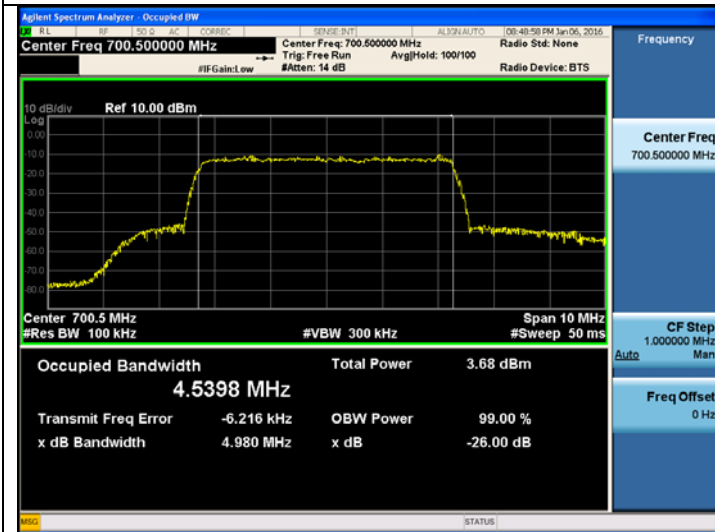 Agilent Spectrum Analyzer - Occupied BW
RL RF 50 Ω AC CORREC SENSE:INT ALIGN AUTO 08:48:58 PM Jan 06, 2016
Center Freq 700.500000 MHz
Center Freq: 700.500000 MHz Radio Std: None
Trig: Free Run Avg|Hold: 100/100
#IFGain:Low #Atten: 14 dB Radio Device: BTS
Frequency
10 dB/div Ref 10.00 dBm
Log
0.00
-10.0
-20.0
-30.0
-40.0
-50.0
-60.0
-70.0
-80.0
Center 700.5 MHz Span 10 MHz
#Res BW 100 kHz #VBW 300 kHz #Sweep 50 ms
Occupied Bandwidth Total Power 3.68 dBm
4.5398 MHz
Transmit Freq Error -6.216 kHz OBW Power 99.00 %
x dB Bandwidth 4.980 MHz x dB -26.00 dB
Center Freq
700.500000 MHz
CF Step
1.000000 MHz
Auto Man
Freq Offset
0 Hz
MSG STATUS